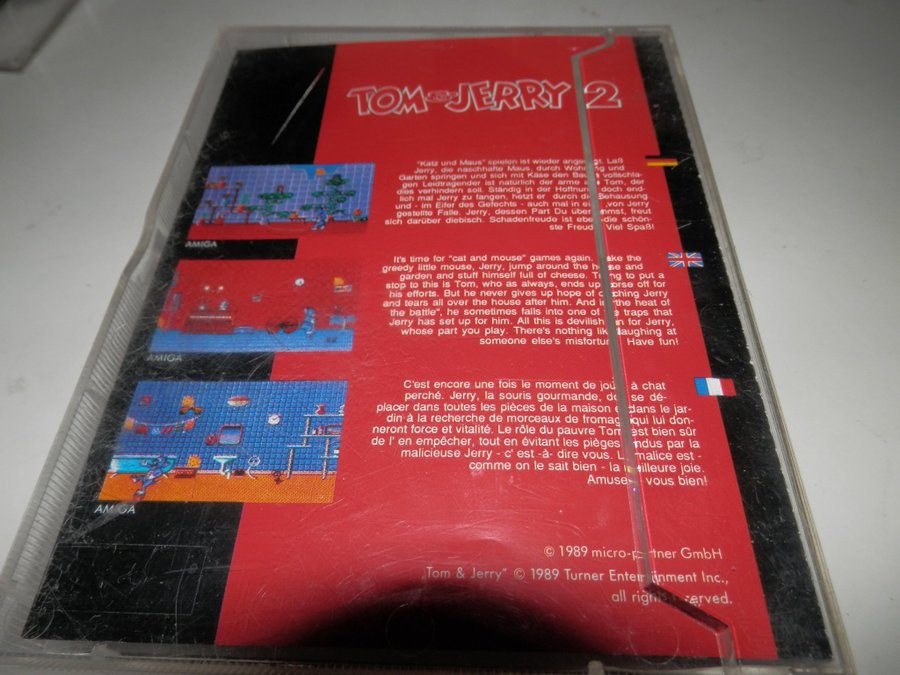 TOM and JERRY 2
"Katz und Maus" spielen ist wieder angesagt. Laß
Jerry, die naschhafte Maus, durch Wohnung und
Garten springen und sich mit Käse den Bauch vollschla-
gen Leidtragender ist natürlich der arme alte Tom, der
dies verhindern soll. Ständig in der Hoffnung, doch end-
lich mal Jerry zu fangen, hetzt er durch die Behausung
und - im Eifer des Gefechts - auch mal in eine von Jerry
gestellte Falle. Jerry, dessen Part Du übernimmst, freut
sich darüber diebisch. Schadenfreude ist eben die schön-
ste Freude. Viel Spaß!
AMIGA
It's time for "cat and mouse" games again. Make the
greedy little mouse, Jerry, jump around the house and
garden and stuff himself full of cheese. Trying to put a
stop to this is Tom, who as always, ends up worse off for
his efforts. But he never gives up hope of catching Jerry
and tears all over the house after him. And in "the heat of
the battle", he sometimes falls into one of the traps that
Jerry has set up for him. All this is devilish fun for Jerry,
whose part you play. There's nothing like laughing at
someone else's misfortune. Have fun!
AMIGA
C'est encore une fois le moment de jouer à chat
perché. Jerry, la souris gourmande, doit se dé-
placer dans toutes les pièces de la maison et dans le jar-
din à la recherche de morceaux de fromage qui lui don-
neront force et vitalité. Le rôle du pauvre Tom est bien sûr
de l' en empêcher, tout en évitant les pièges tendus par la
malicieuse Jerry - c' est -à- dire vous. La malice est -
comme on le sait bien - la meilleure joie.
Amusez vous bien!
AMIGA
© 1989 micro-partner GmbH
„Tom & Jerry" © 1989 Turner Entertainment Inc.,
all rights reserved.